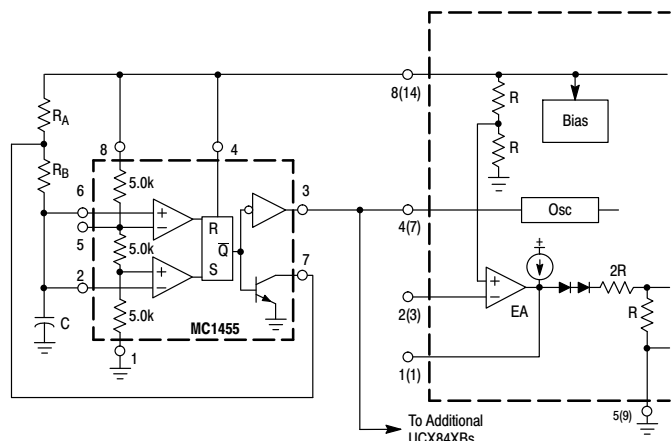 R_A
8(14)
R
Bias
R
8
4
R_B
5.0k
3
6
+
R
4(7)
Osc
5
−
5.0k
Q̅
7
±
2R
2
+
S
+
−
−
EA
2(3)
R
5.0k
C
MC1455
1
1(1)
5(9)
To Additional
UCX84XBs